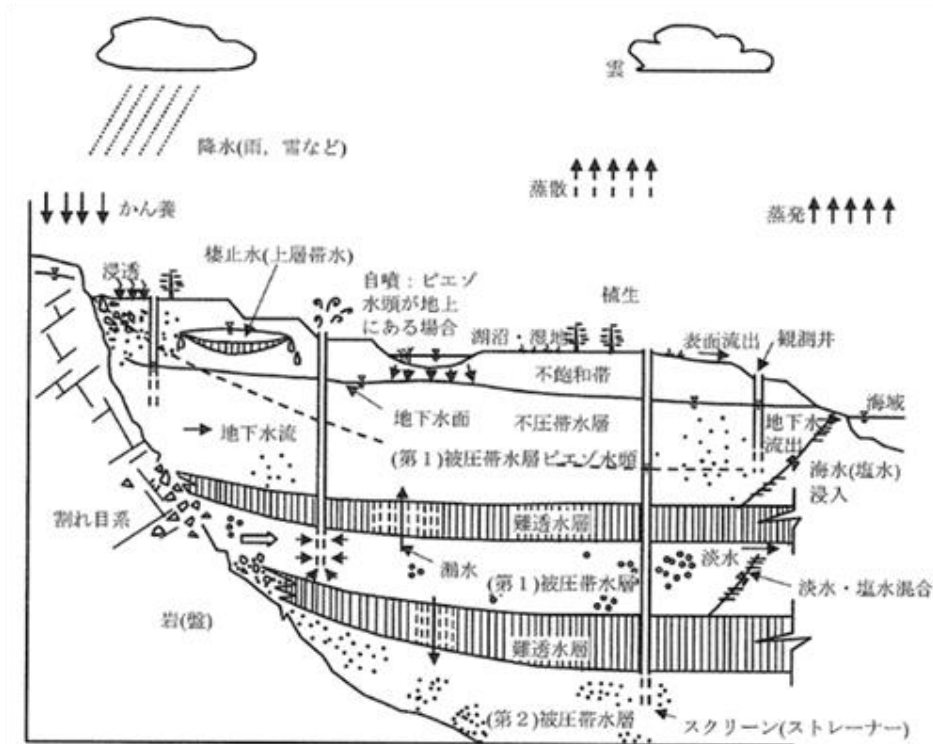 雲
降水(雨，雪など)
蒸散
かん養
蒸発
棲止水(上層帯水)
浸透
自噴：ピエゾ
水頭が地上
にある場合
植生
湖沼・湿地
表面流出
観測井
不飽和帯
海域
地下水面
不圧帯水層
地下水
流出
地下水流
(第1)被圧帯水層ピエゾ水頭
海水(塩水)
浸入
割れ目系
難透水層
淡水
漏水
(第1)被圧帯水層
淡水・塩水混合
岩(盤)
難透水層
(第2)被圧帯水層
スクリーン(ストレーナー)